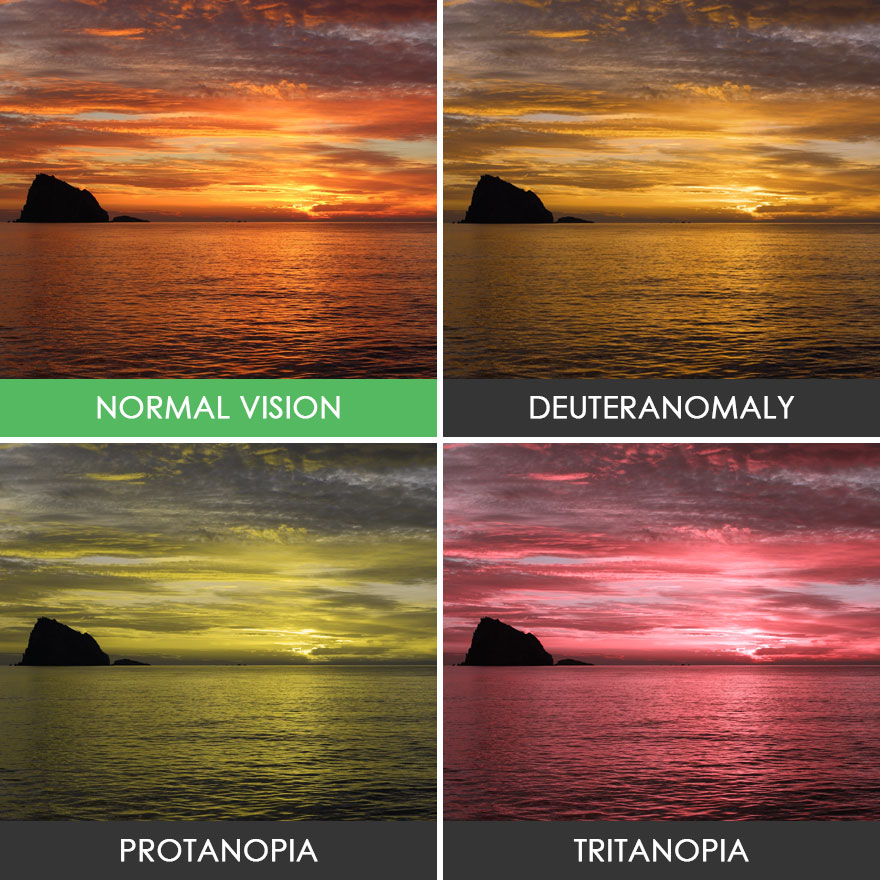 NORMAL VISION
DEUTERANOMALY
PROTANOPIA
TRITANOPIA